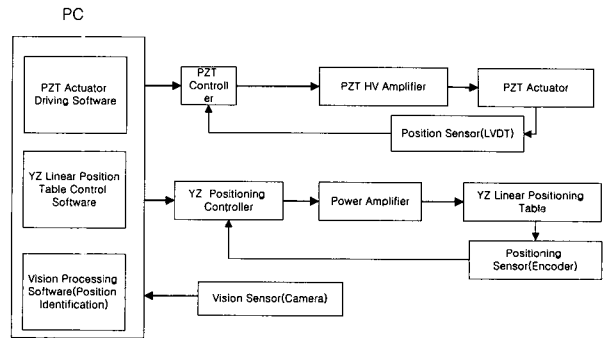 PC
PZT Actuator
Driving Software
PZT
Controll
er
PZT HV Amplifier
PZT Actuator
Position Sensor(LVDT)
YZ Linear Position
Table Control
Software
YZ Positioning
Controller
Power Amplifier
YZ Linear Positioning
Table
Positioning
Sensor(Encoder)
Vision Processing
Software(Position
Identification)
Vision Sensor(Camera)